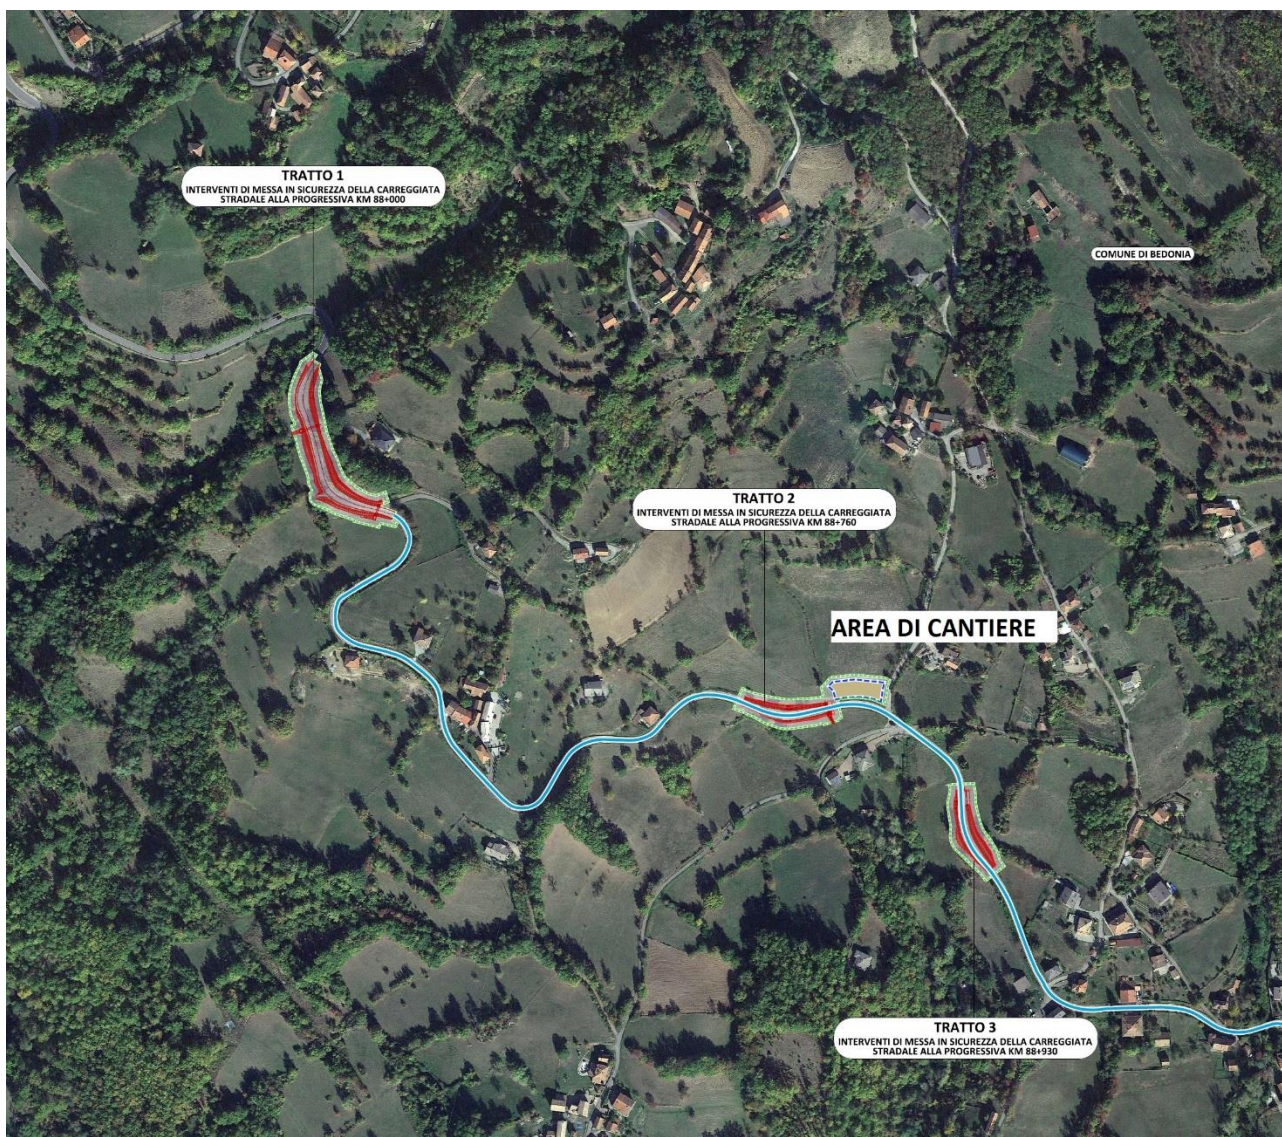 TRATTO 1
INTERVENTI DI MESSA IN SICUREZZA DELLA CARREGGIATA
STRADALE ALLA PROGRESSIVA KM 88+000
COMUNE DI BEDONIA
TRATTO 2
INTERVENTI DI MESSA IN SICUREZZA DELLA CARREGGIATA
STRADALE ALLA PROGRESSIVA KM 88+760
AREA DI CANTIERE
TRATTO 3
INTERVENTI DI MESSA IN SICUREZZA DELLA CARREGGIATA
STRADALE ALLA PROGRESSIVA KM 88+930